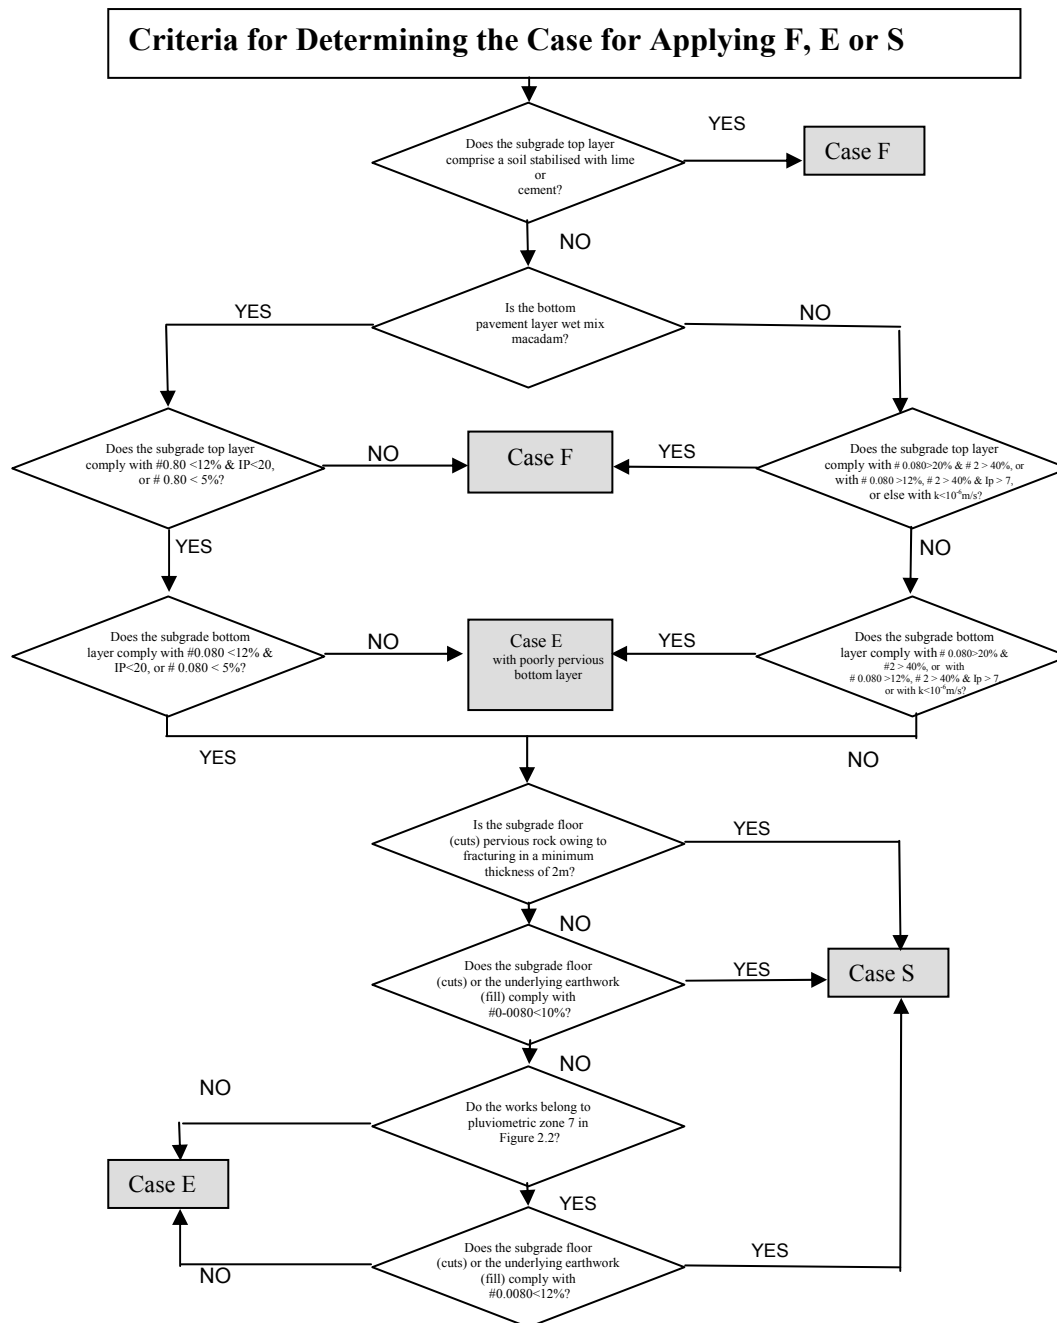 Criteria for Determining the Case for Applying F, E or S
Does the subgrade top layer
comprise a soil stabilised with lime
or
cement?
YES
Case F
NO
Is the bottom
pavement layer wet mix
macadam?
YES
NO
Does the subgrade top layer
comply with #0.80 <12% & IP<20,
or # 0.80 < 5%?
NO
Case F
YES
Does the subgrade top layer
comply with # 0.080>20% & # 2 > 40%, or
with # 0.080 >12%, # 2 > 40% & Ip > 7,
or else with k<10⁻⁶m/s?
YES
NO
Does the subgrade bottom
layer comply with #0.080 <12% &
IP<20, or # 0.080 < 5%?
NO
Case E
with poorly pervious
bottom layer
YES
Does the subgrade bottom
layer comply with # 0.080>20% &
#2 > 40%, or with
# 0.080 >12%, # 2 > 40% & Ip > 7
or with k<10⁻⁶m/s?
YES
NO
Is the subgrade floor
(cuts) pervious rock owing to
fracturing in a minimum
thickness of 2m?
YES
NO
Does the subgrade floor
(cuts) or the underlying earthwork
(fill) comply with
#0-0080<10%?
YES
Case S
NO
Do the works belong to
pluviometric zone 7 in
Figure 2.2?
NO
Case E
YES
Does the subgrade floor
(cuts) or the underlying earthwork
(fill) comply with
#0.0080<12%?
NO
YES